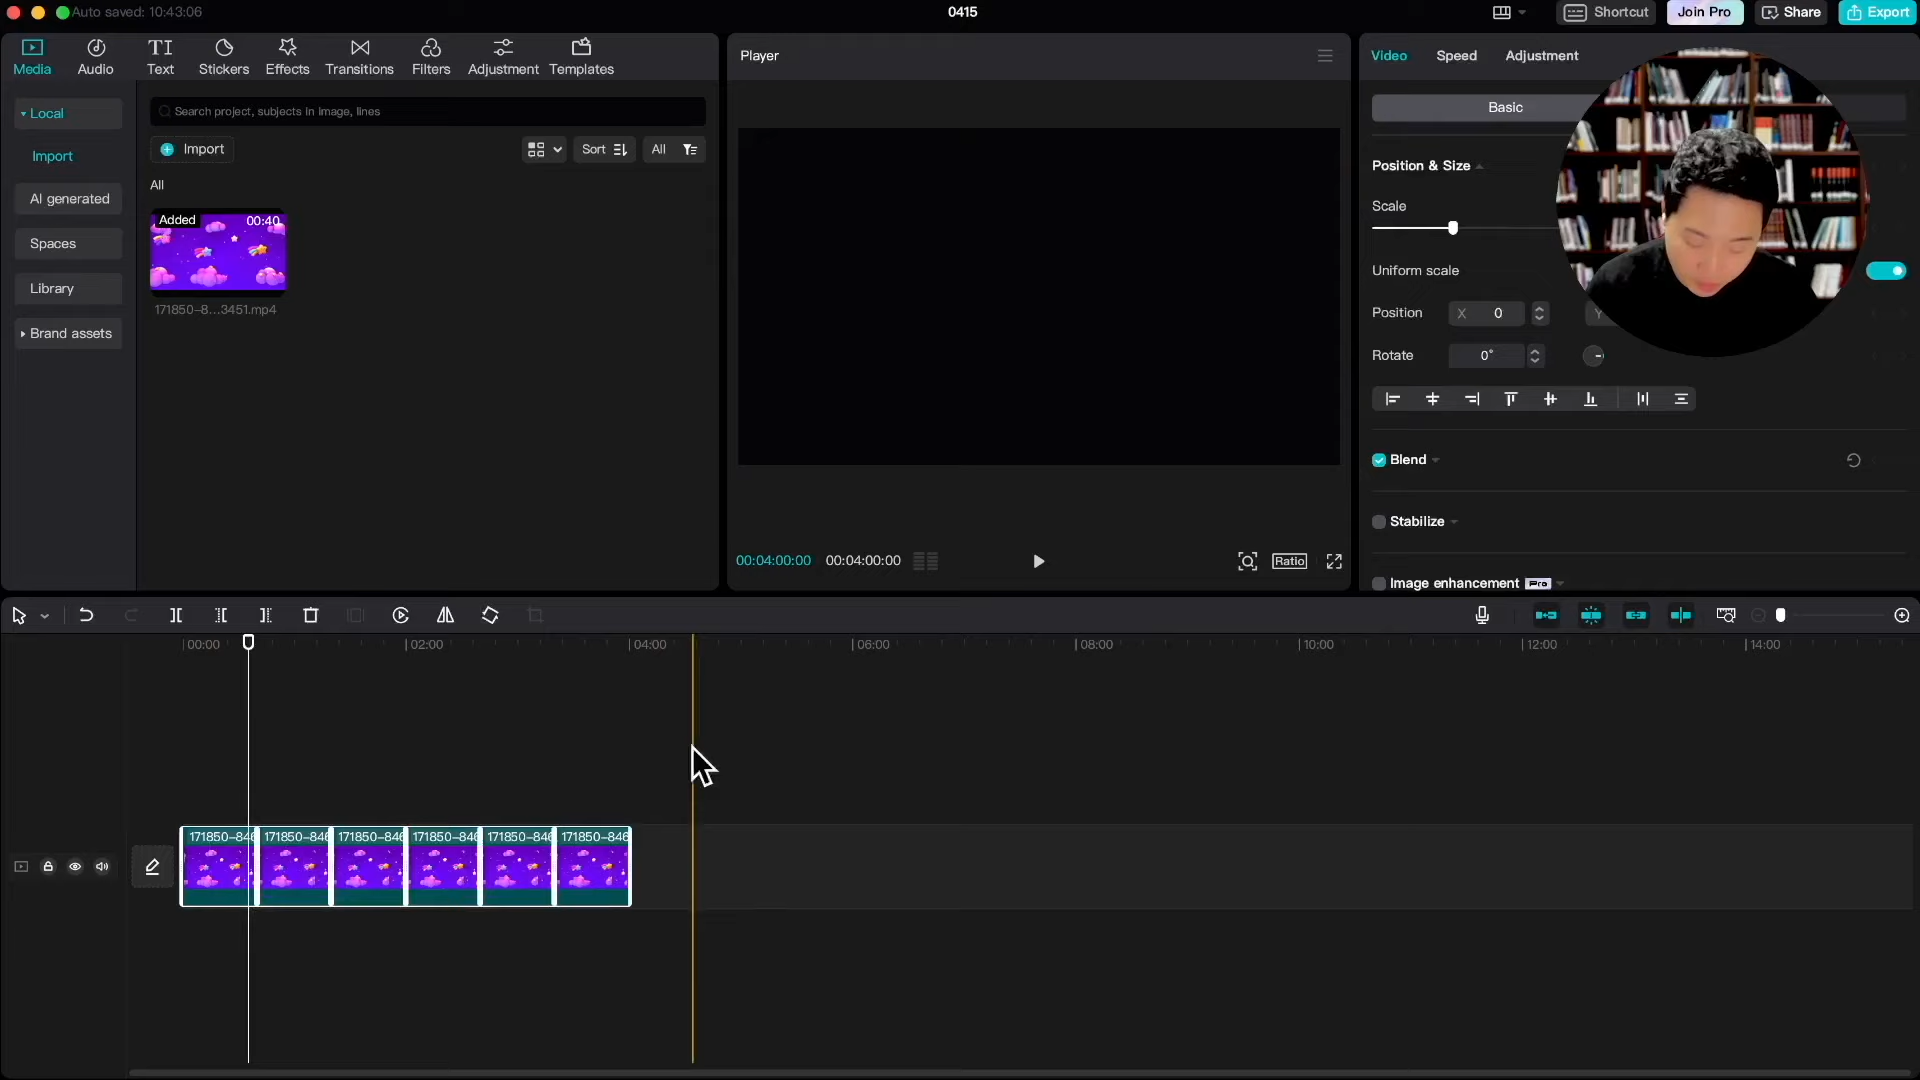 Auto saved: 10:43:06
0415
Shortcut
Join Pro
Share
Export
Media
Audio
Text
Stickers
Effects
Transitions
Filters
Adjustment
Templates
Local
Import
AI generated
Spaces
Library
Brand assets
Search project, subjects in image, lines
Import
Sort
All
All
Added
00:40
171850-8...3451.mp4
Player
00:04:00:00
00:04:00:00
Ratio
Video
Speed
Adjustment
Basic
Position & Size
Scale
Uniform scale
Position
X
0
Y
Rotate
0°
Blend
Stabilize
Image enhancement
Pro
00:00
02:00
04:00
06:00
08:00
10:00
12:00
14:00
171850-846
171850-846
171850-846
171850-846
171850-846
171850-846